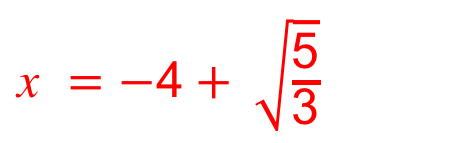 x = −4 + √(5/3)